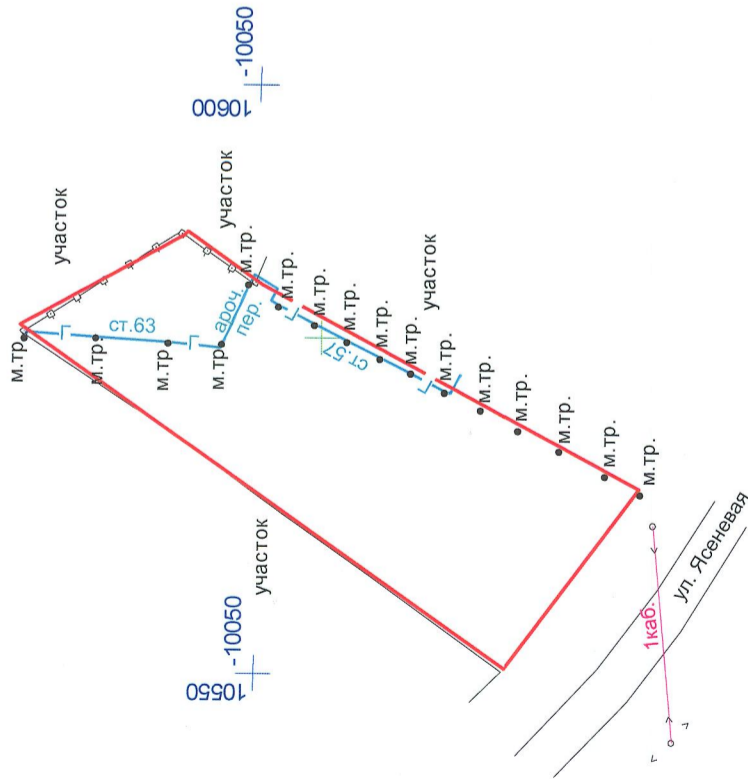 -10050
10600
участок
участок
м.тр.
ст.63
м.тр.
м.тр.
м.тр.
ароч.
пер.
м.тр.
м.тр.
м.тр.
м.тр.
м.тр.
м.тр.
м.тр.
ст.57
Г
Г
Г
Г
участок
м.тр.
м.тр.
м.тр.
м.тр.
м.тр.
участок
-10050
10550
1каб.
ул. Ясеневая